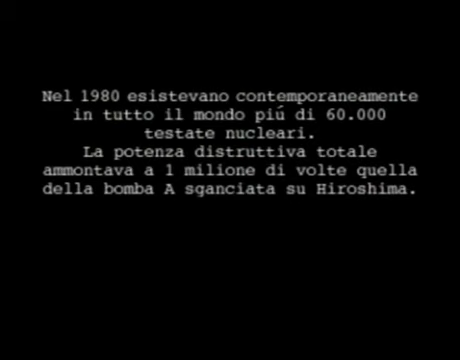 Nel 1980 esistevano contemporaneamente
in tutto il mondo piú di 60.000
testate nucleari.
La potenza distruttiva totale
ammontava a 1 milione di volte quella
della bomba A sganciata su Hiroshima.